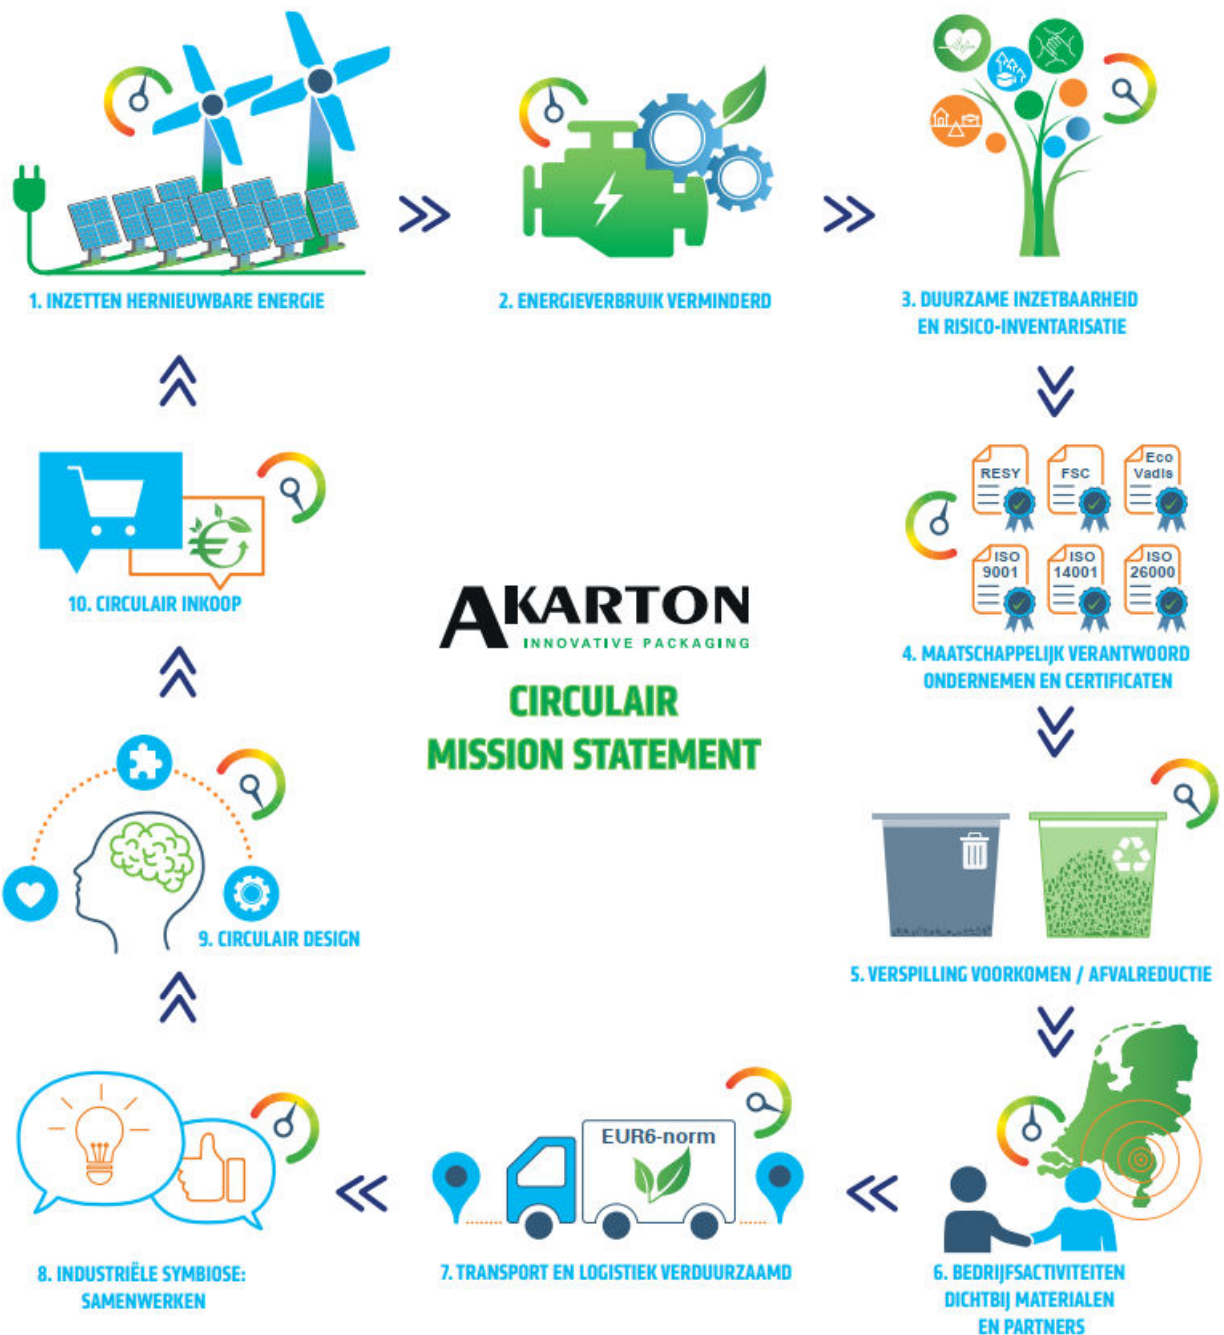 1. INZETTEN HERNIEUWBARE ENERGIE
2. ENERGIEVERBRUIK VERMINDERD
3. DUURZAME INZETBAARHEID
EN RISICO-INVENTARISATIE
RESY
FSC
Eco
Vadis
ISO
9001
ISO
14001
ISO
26000
4. MAATSCHAPPELIJK VERANTWOORD
ONDERNEMEN EN CERTIFICATEN
5. VERSPILLING VOORKOMEN / AFVALREDUCTIE
6. BEDRIJFSACTIVITEITEN
DICHTBIJ MATERIALEN
EN PARTNERS
EUR6-norm
7. TRANSPORT EN LOGISTIEK VERDUURZAAMD
8. INDUSTRIËLE SYMBIOSE:
SAMENWERKEN
9. CIRCULAIR DESIGN
10. CIRCULAIR INKOOP
AKARTON
INNOVATIVE PACKAGING
CIRCULAIR
MISSION STATEMENT